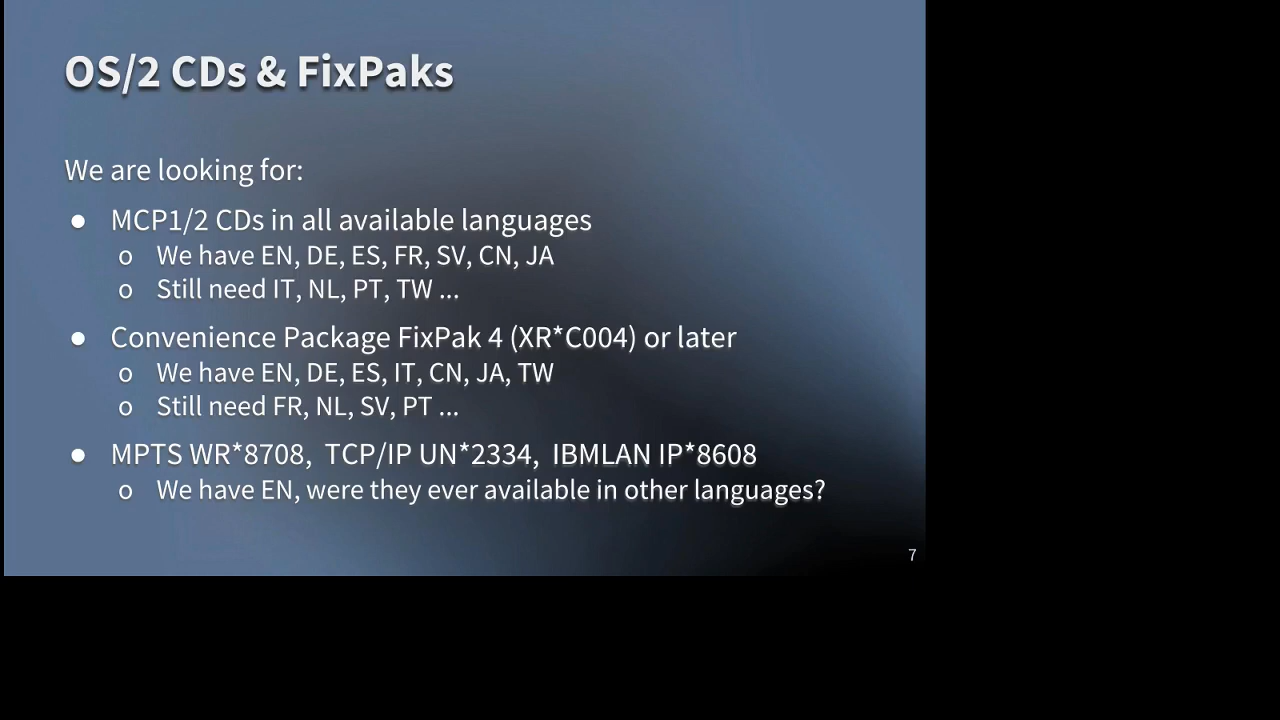 OS/2 CDs & FixPaks
We are looking for:
● MCP1/2 CDs in all available languages
o We have EN, DE, ES, FR, SV, CN, JA
o Still need IT, NL, PT, TW ...
● Convenience Package FixPak 4 (XR*C004) or later
o We have EN, DE, ES, IT, CN, JA, TW
o Still need FR, NL, SV, PT ...
● MPTS WR*8708, TCP/IP UN*2334, IBMLAN IP*8608
o We have EN, were they ever available in other languages?
7